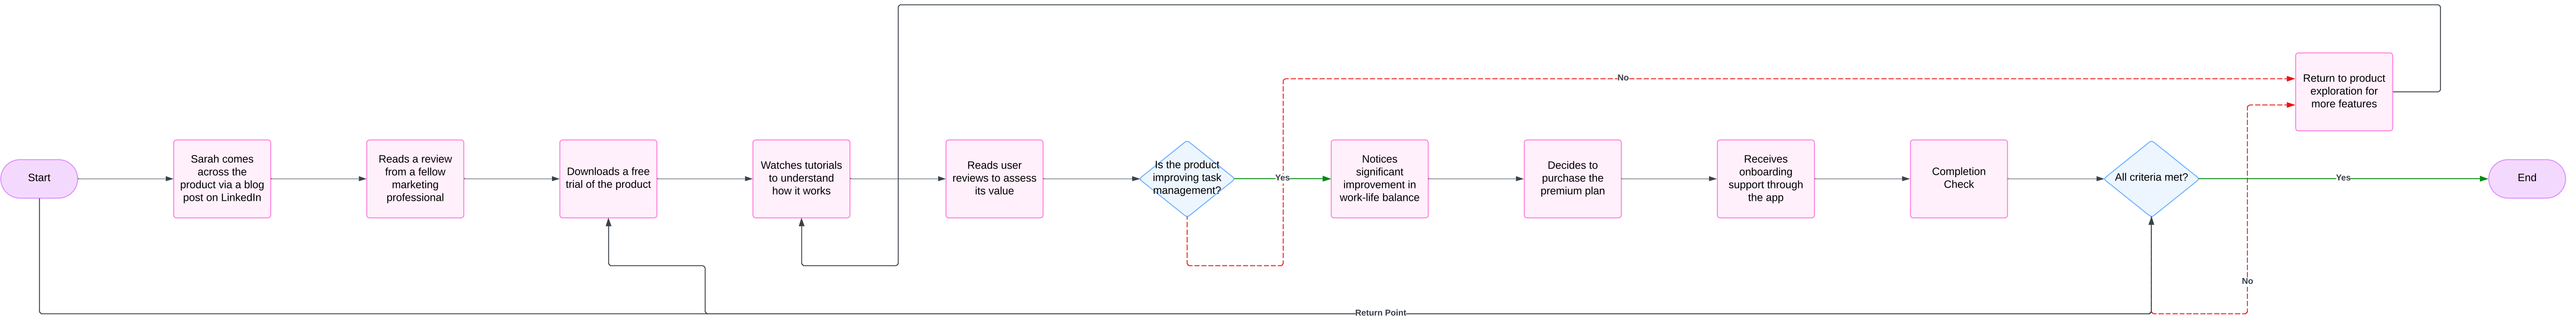 Start
Sarah comes
across the
product via a blog
post on LinkedIn
Reads a review
from a fellow
marketing
professional
Downloads a free
trial of the product
Watches tutorials
to understand
how it works
Reads user
reviews to assess
its value
Is the product
improving task
management?
Yes
No
Notices
significant
improvement in
work-life balance
Decides to
purchase the
premium plan
Receives
onboarding
support through
the app
Completion
Check
All criteria met?
Yes
No
Return to product
exploration for
more features
End
Return Point